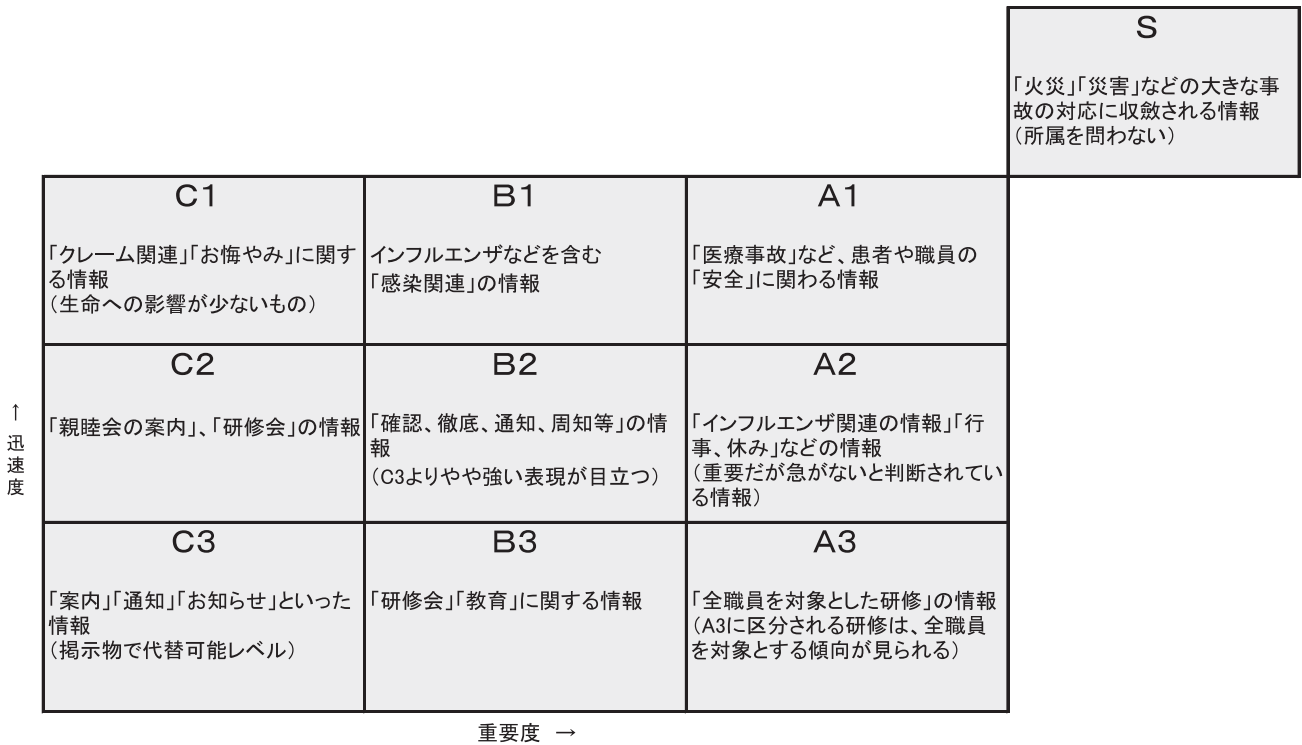 S
「火災」「災害」などの大きな事
故の対応に収斂される情報
（所属を問わない）
C1
「クレーム関連」「お悔やみ」に関す
る情報
（生命への影響が少ないもの）
B1
インフルエンザなどを含む
「感染関連」の情報
A1
「医療事故」など、患者や職員の
「安全」に関わる情報
C2
「親睦会の案内」、「研修会」の情報
B2
「確認、徹底、通知、周知等」の情
報
（C3よりやや強い表現が目立つ）
A2
「インフルエンザ関連の情報」「行
事、休み」などの情報
（重要だが急がないと判断されてい
る情報）
C3
「案内」「通知」「お知らせ」といった
情報
（掲示物で代替可能レベル）
B3
「研修会」「教育」に関する情報
A3
「全職員を対象とした研修」の情報
（A3に区分される研修は、全職員
を対象とする傾向が見られる）
↑
迅速度
重要度 →